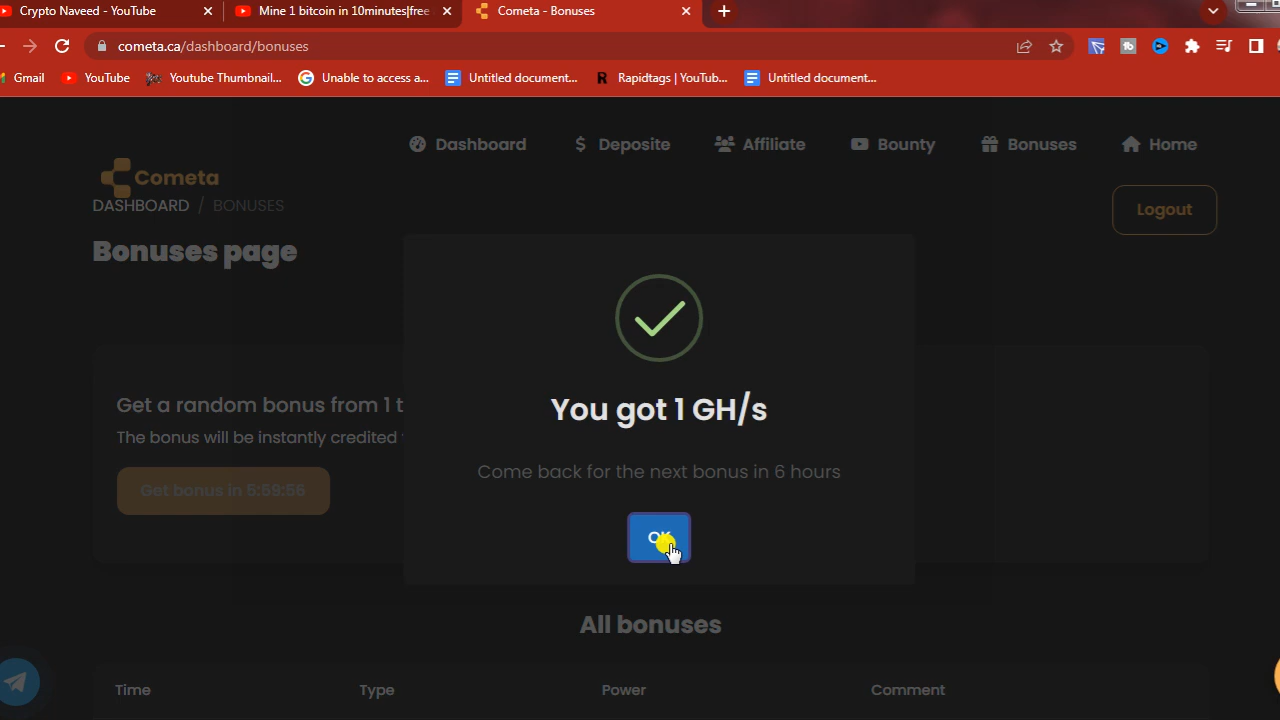 Crypto Naveed - YouTube
Mine 1 bitcoin in 10minutes|free
Cometa - Bonuses
cometa.ca/dashboard/bonuses
Gmail
YouTube
Youtube Thumbnail...
Unable to access a...
Untitled document...
Rapidtags | YouTub...
Untitled document...
Dashboard
Deposite
Affiliate
Bounty
Bonuses
Home
Cometa
DASHBOARD / BONUSES
Logout
Bonuses page
You got 1 GH/s
Get a random bonus from 1 t
The bonus will be instantly credited
Come back for the next bonus in 6 hours
Get bonus in 5:59:56
OK
All bonuses
Time
Type
Power
Comment